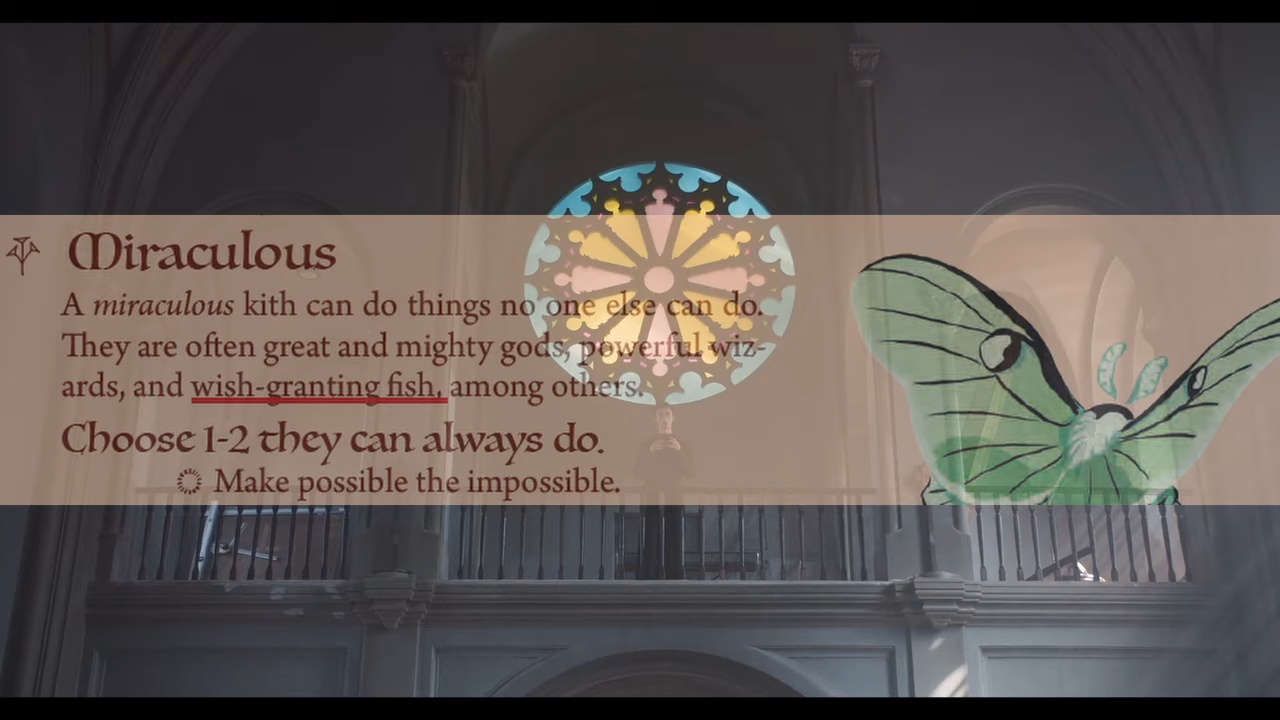 Miraculous
A miraculous kith can do things no one else can do.
They are often great and mighty gods, powerful wiz-
ards, and wish-granting fish, among others.
Choose 1-2 they can always do.
Make possible the impossible.